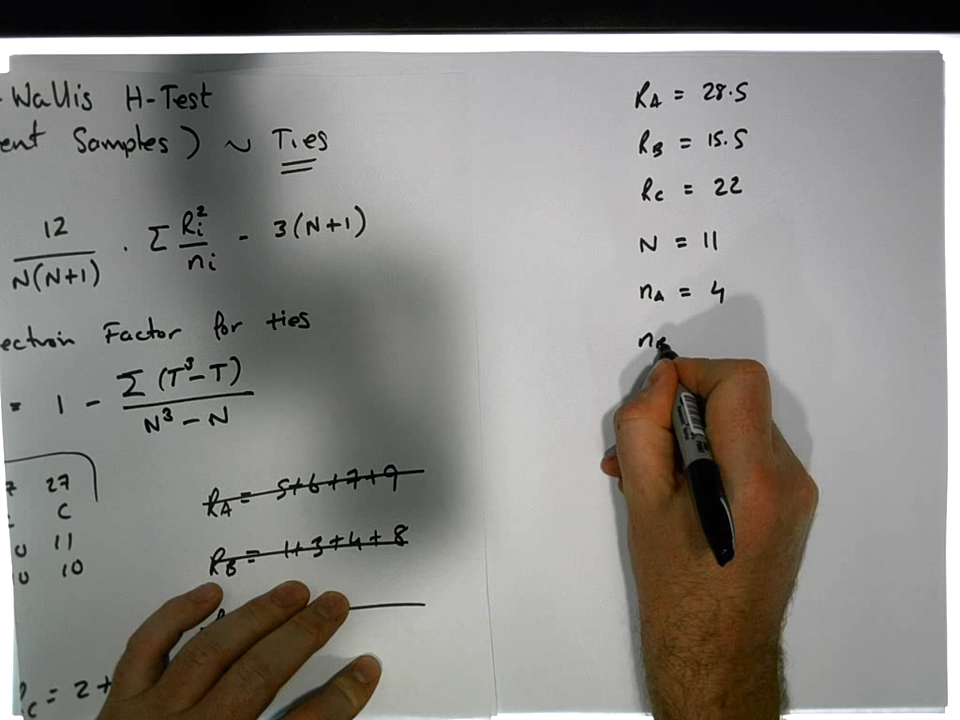 -Wallis H-Test
ent Samples) ~ Ties
12 / N(N+1) · Σ Ri² / ni - 3(N+1)
ection Factor for ties
= 1 - Σ (T³-T) / N³ - N
7 27
C
U 11
U 10
RA = 5+6+7+9
RB = 1+3+4+8
Rc = 2+
RA = 28.5
RB = 15.5
Rc = 22
N = 11
nA = 4
nB